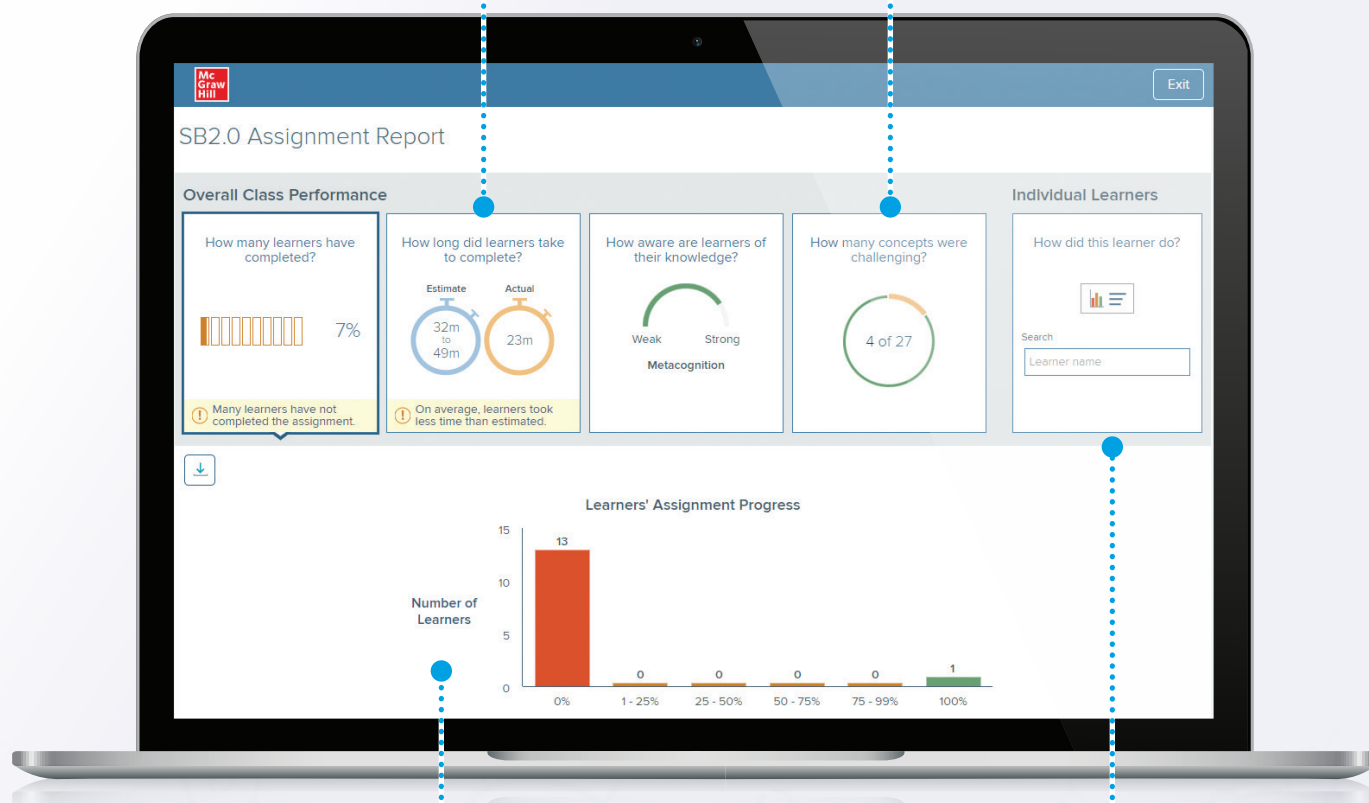 Mc
Graw
Hill
Exit
SB2.0 Assignment Report
Overall Class Performance
Individual Learners
How many learners have
completed?
7%
Many learners have not
completed the assignment.
How long did learners take
to complete?
Estimate
Actual
32m
to
49m
23m
On average, learners took
less time than estimated.
How aware are learners of
their knowledge?
Weak
Strong
Metacognition
How many concepts were
challenging?
4 of 27
How did this learner do?
Search
Learner name
Learners' Assignment Progress
Number of
Learners
15
10
5
0
13
0
0
0
0
1
0%
1 - 25%
25 - 50%
50 - 75%
75 - 99%
100%